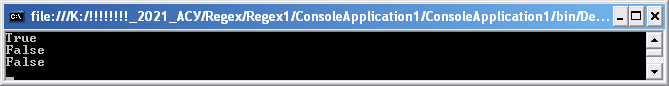 file:///K:/!!!!!!!!_2021_АСУ/Regex/Regex1/ConsoleApplication1/ConsoleApplication1/bin/De...
True
False
False